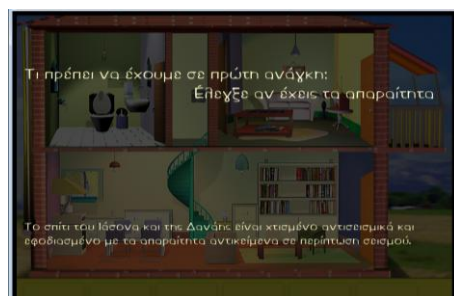 Τι πρέπει να έχουμε σε πρώτη ανάγκη:
Έλεγξε αν έχεις τα απαραίτητα
Το σπίτι του Ιάσονα και της Δανάης είναι χτισμένο αντισεισμικά και
εφοδιασμένο με τα απαραίτητα αντικείμενα σε περίπτωση σεισμού.